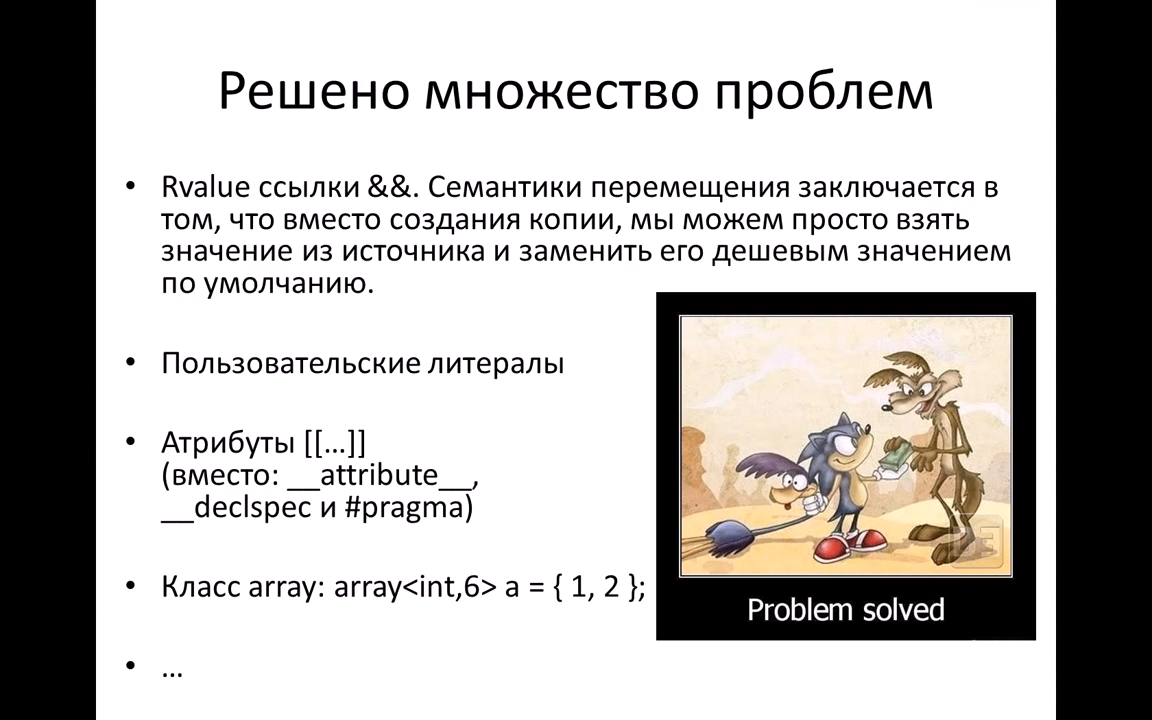 Решено множество проблем
• Rvalue ссылки &&. Семантики перемещения заключается в
том, что вместо создания копии, мы можем просто взять
значение из источника и заменить его дешевым значением
по умолчанию.
• Пользовательские литералы
• Атрибуты [[…]]
(вместо: __attribute__,
__declspec и #pragma)
• Класс array: array<int,6> a = { 1, 2 };
• …
Problem solved